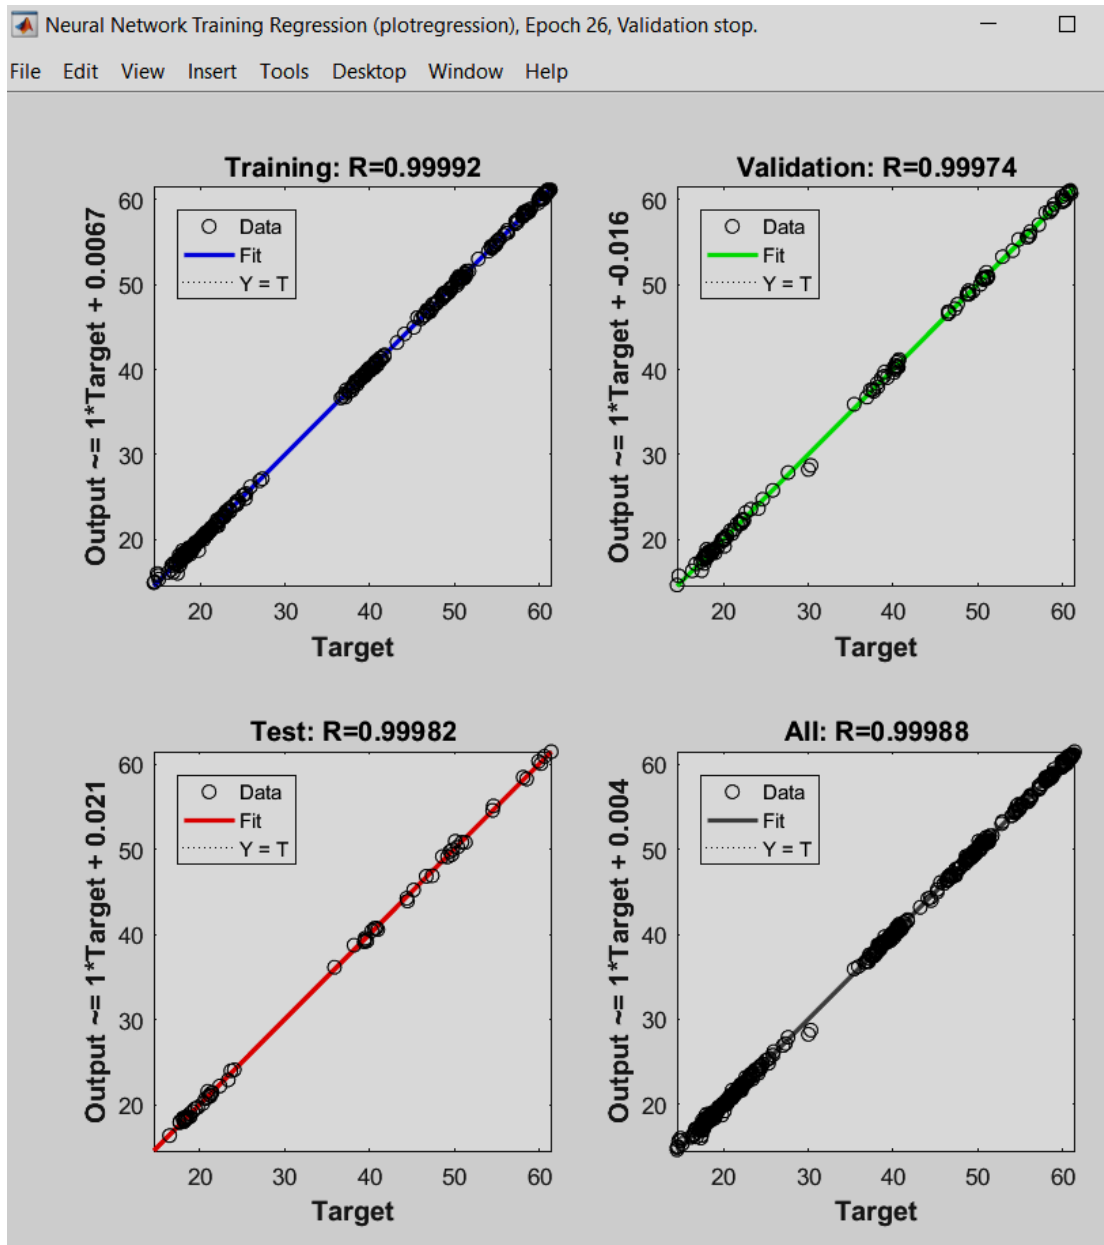 Neural Network Training Regression (plotregression), Epoch 26, Validation stop.
File Edit View Insert Tools Desktop Window Help
Training: R=0.99992
Output ~= 1*Target + 0.0067
60
50
40
30
20
Data
Fit
Y = T
20 30 40 50 60
Target
Validation: R=0.99974
Output ~= 1*Target + -0.016
60
50
40
30
20
Data
Fit
Y = T
20 30 40 50 60
Target
Test: R=0.99982
Output ~= 1*Target + 0.021
60
50
40
30
20
Data
Fit
Y = T
20 30 40 50 60
Target
All: R=0.99988
Output ~= 1*Target + 0.004
60
50
40
30
20
Data
Fit
Y = T
20 30 40 50 60
Target